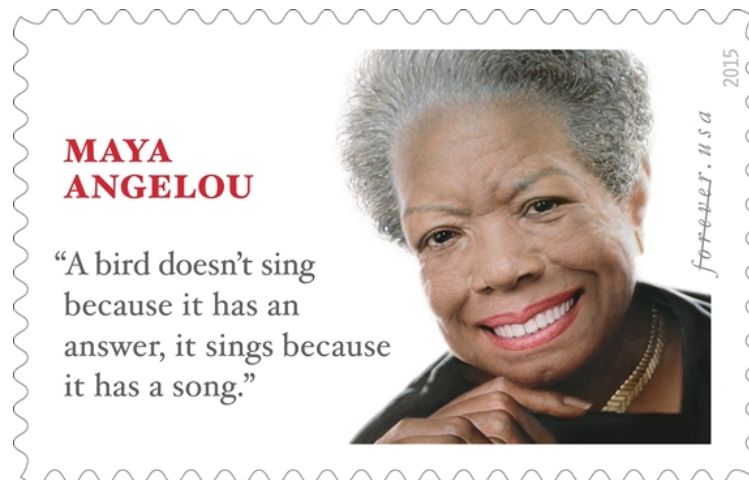 MAYA
ANGELOU
“A bird doesn’t sing
because it has an
answer, it sings because
it has a song.”
2015
forever.usa